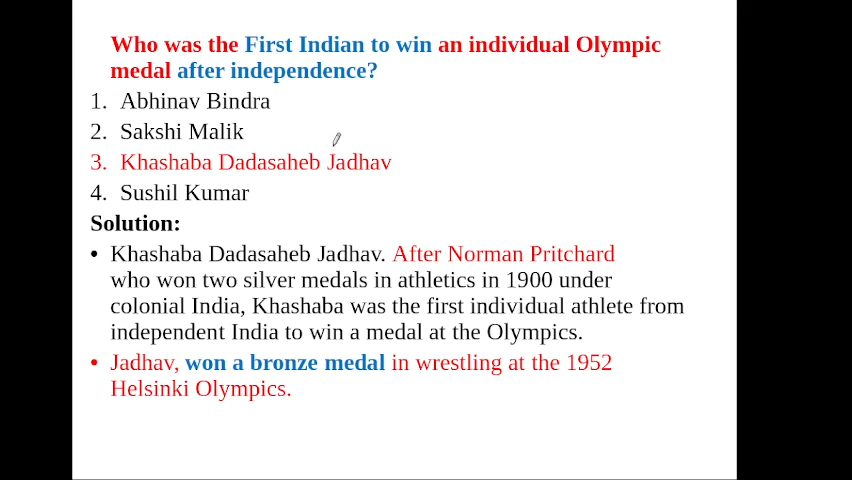 Who was the First Indian to win an individual Olympic
medal after independence?
1. Abhinav Bindra
2. Sakshi Malik
3. Khashaba Dadasaheb Jadhav
4. Sushil Kumar
Solution:
• Khashaba Dadasaheb Jadhav. After Norman Pritchard
who won two silver medals in athletics in 1900 under
colonial India, Khashaba was the first individual athlete from
independent India to win a medal at the Olympics.
• Jadhav, won a bronze medal in wrestling at the 1952
Helsinki Olympics.